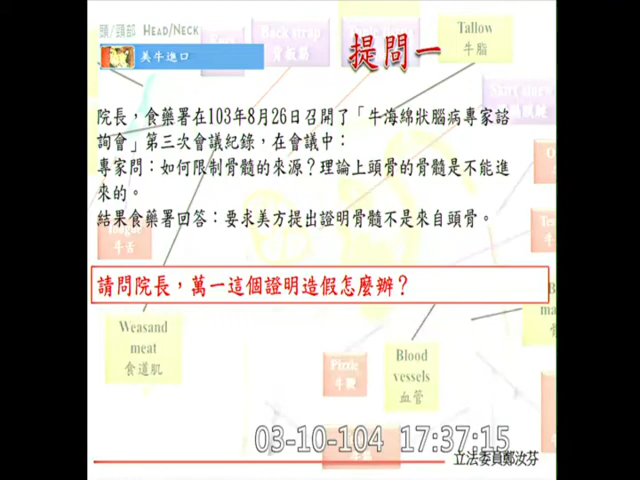 頭/頸部 HEAD/NECK
Back strap
背板筋
Tallow
牛脂
美牛進口
提問一
院長，食藥署在103年8月26日召開了「牛海綿狀腦病專家諮
詢會」第三次會議紀錄，在會議中：
專家問：如何限制骨髓的來源？理論上頭骨的骨髓是不能進
來的。
結果食藥署回答：要求美方提出證明骨髓不是來自頭骨。
牛舌
請問院長，萬一這個證明造假怎麼辦？
Weasand
meat
食道肌
Pizzle
牛鞭
Blood
vessels
血管
03-10-104 17:37:15
立法委員鄭汝芬